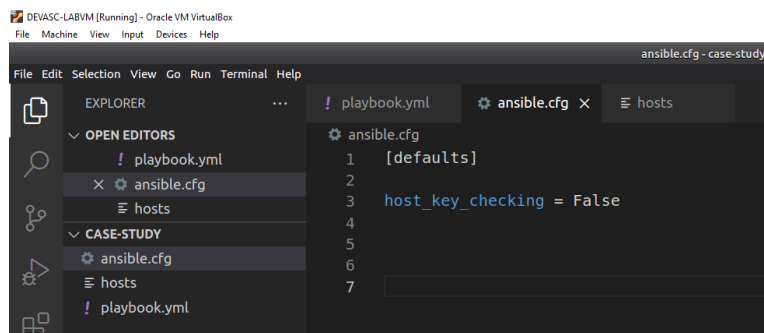 DEVASC-LABVM [Running] - Oracle VM VirtualBox
File Machine View Input Devices Help
ansible.cfg - case-study
File Edit Selection View Go Run Terminal Help
EXPLORER ···
! playbook.yml ansible.cfg × hosts
OPEN EDITORS
ansible.cfg
! playbook.yml
× ansible.cfg
hosts
CASE-STUDY
ansible.cfg
hosts
! playbook.yml
1 [defaults]
2
3 host_key_checking = False
4
5
6
7